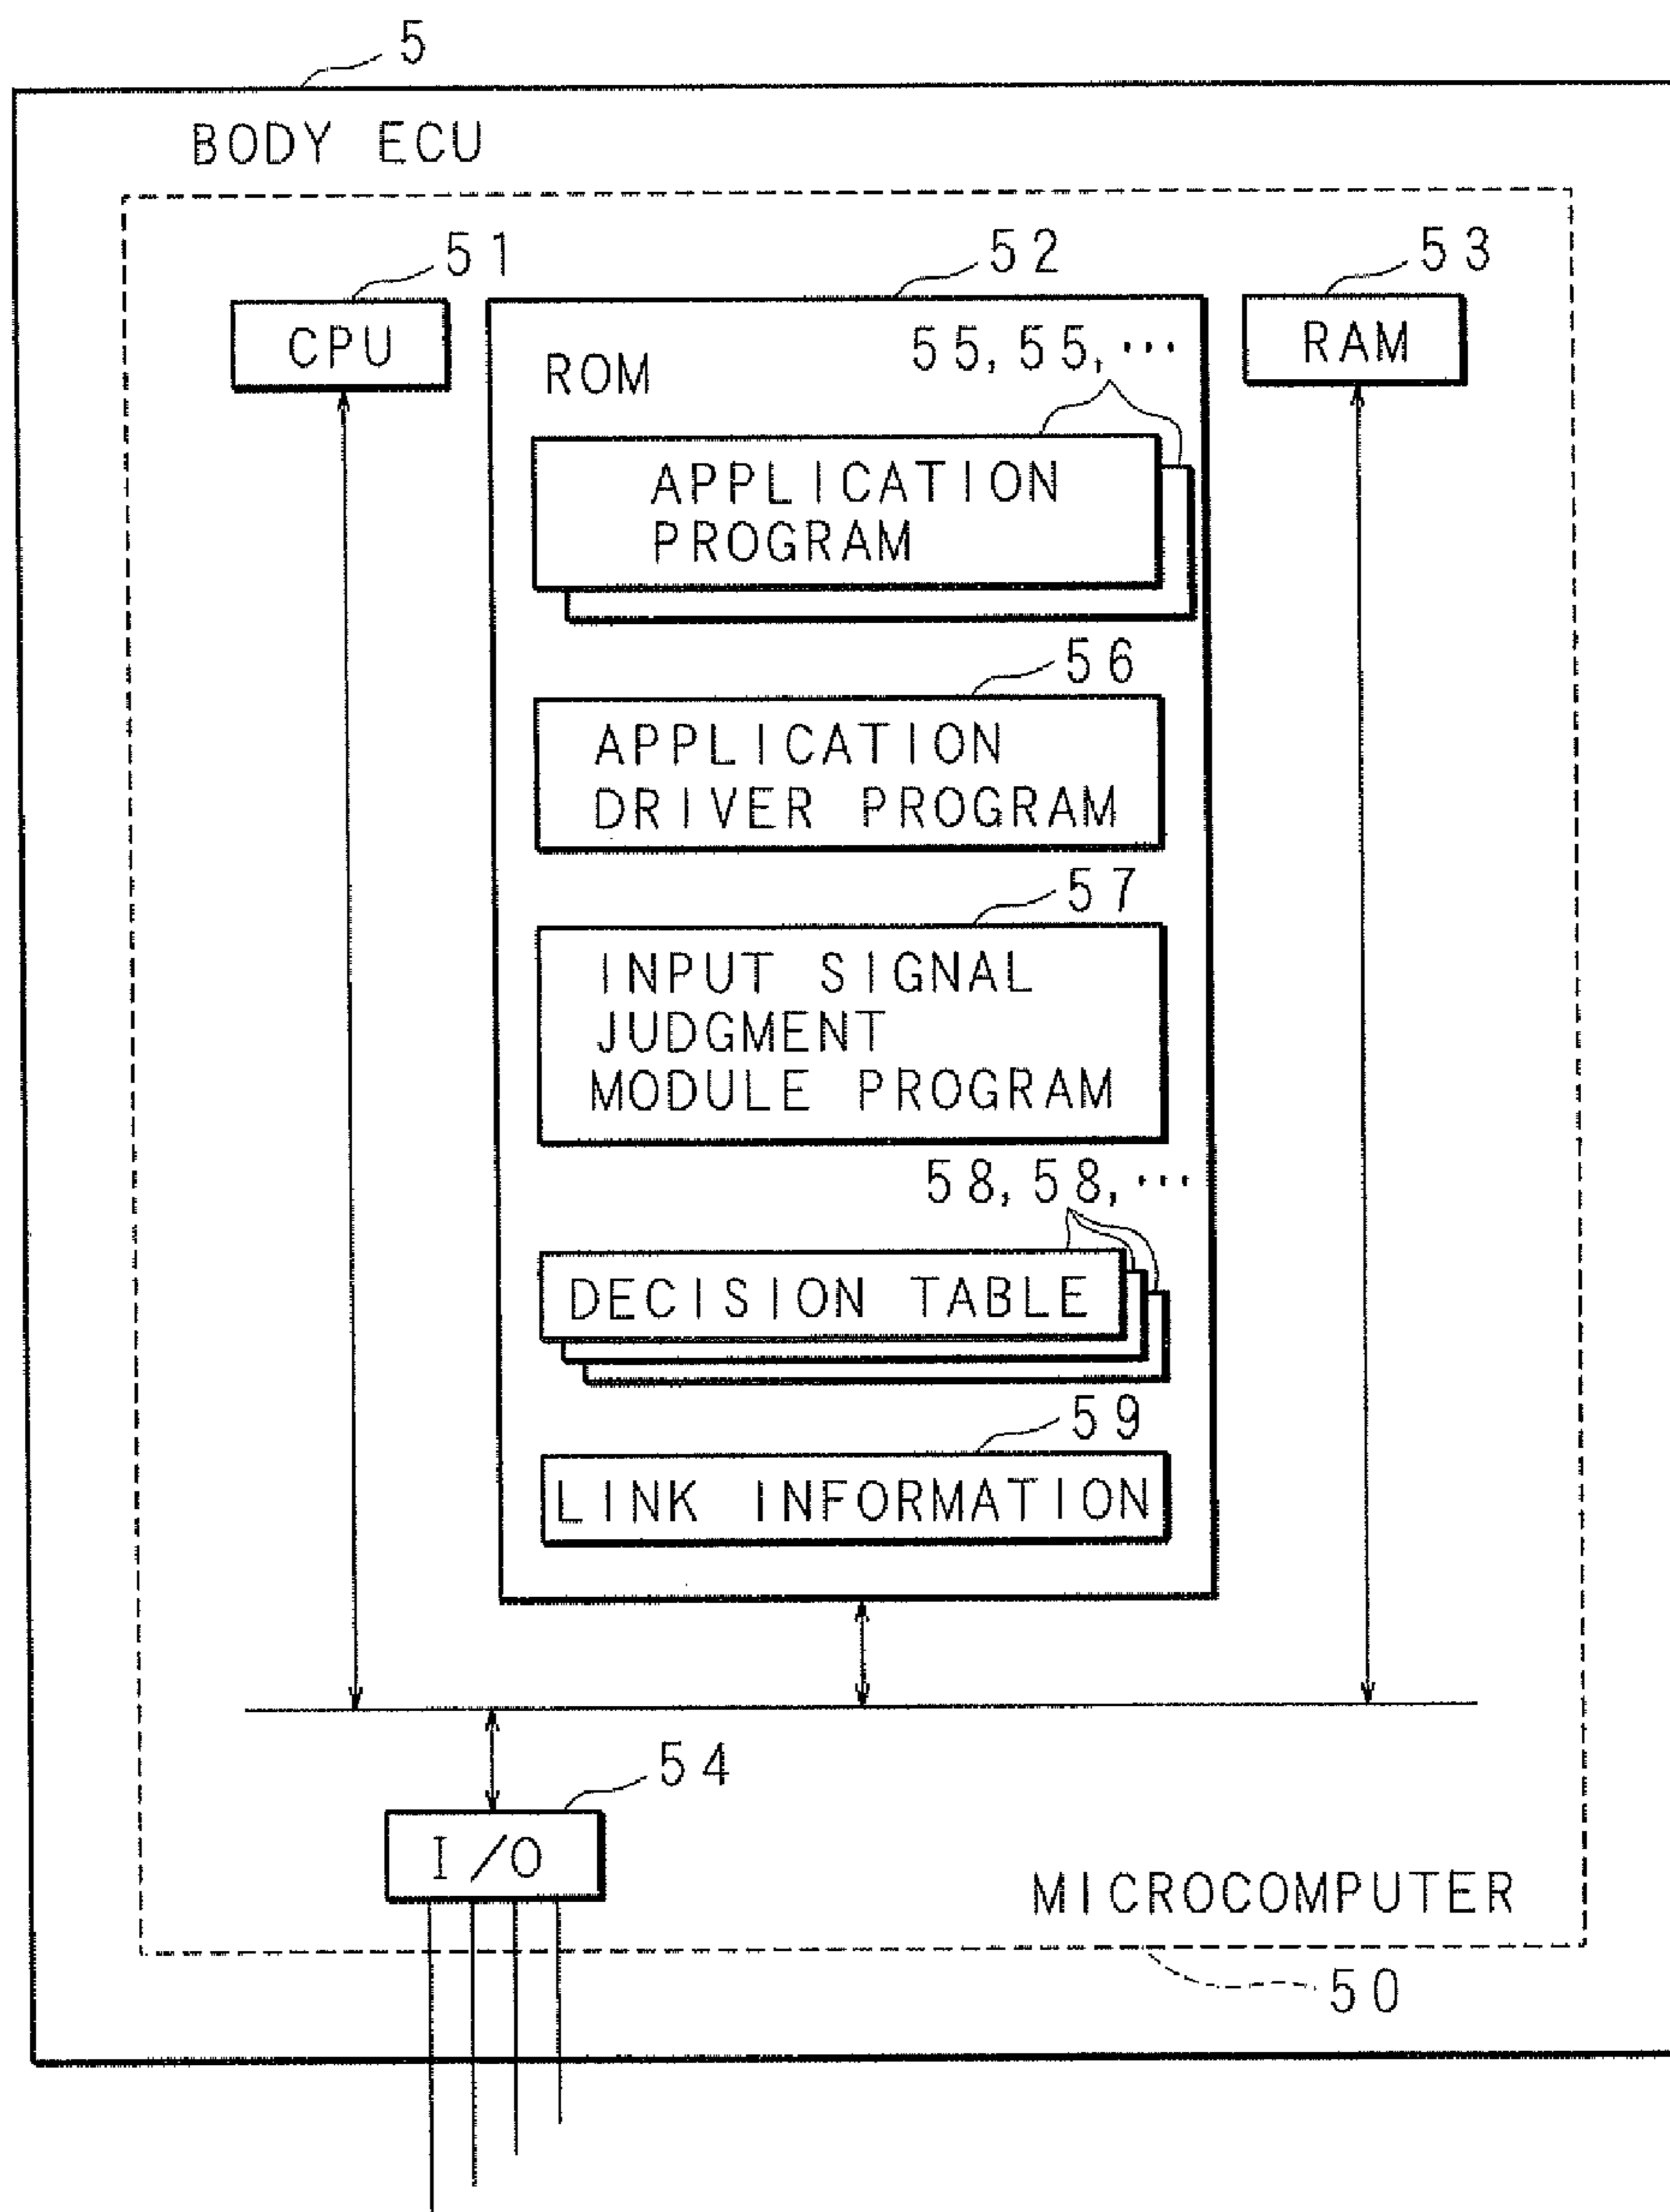 5
BODY ECU
51
52
53
CPU
ROM
55, 55, ···
RAM
APPLICATION
PROGRAM
56
APPLICATION
DRIVER PROGRAM
57
INPUT SIGNAL
JUDGMENT
MODULE PROGRAM
58, 58, ···
DECISION TABLE
59
LINK INFORMATION
54
I/O
MICROCOMPUTER
50